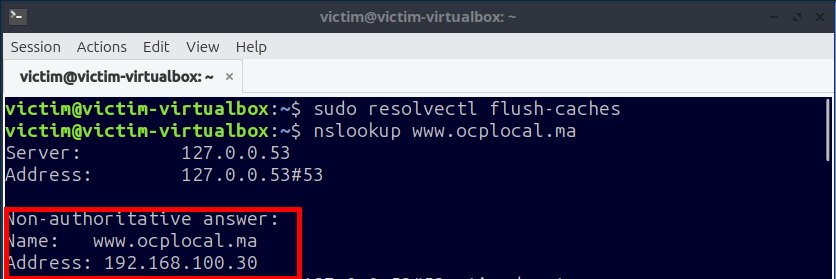 victim@victim-virtualbox: ~
Session Actions Edit View Help
victim@victim-virtualbox: ~ ×
victim@victim-virtualbox:~$ sudo resolvectl flush-caches
victim@victim-virtualbox:~$ nslookup www.ocplocal.ma
Server: 127.0.0.53
Address: 127.0.0.53#53
Non-authoritative answer:
Name: www.ocplocal.ma
Address: 192.168.100.30